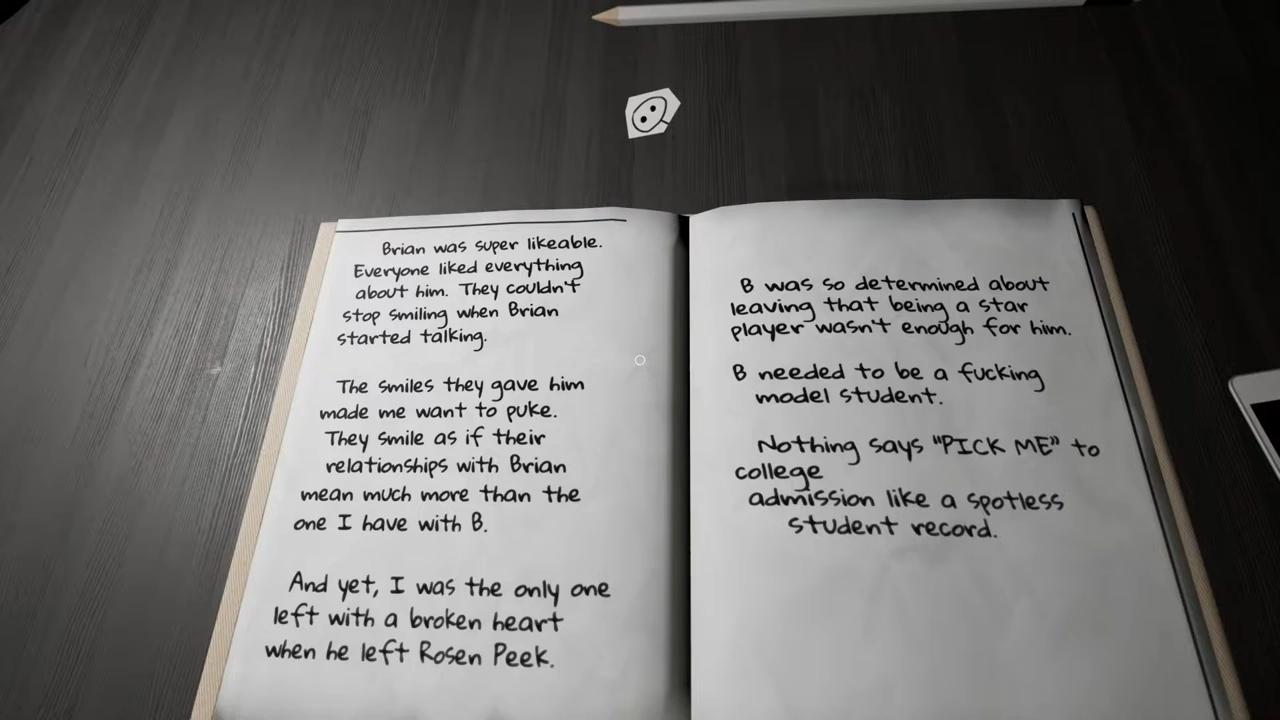 Brian was super likeable.
Everyone liked everything
about him. They couldn't
stop smiling when Brian
started talking.
The smiles they gave him
made me want to puke.
They smile as if their
relationships with Brian
mean much more than the
one I have with B.
And yet, I was the only one
left with a broken heart
when he left Rosen Peek.
B was so determined about
leaving that being a star
player wasn't enough for him.
B needed to be a fucking
model student.
Nothing says "PICK ME" to
college
admission like a spotless
student record.